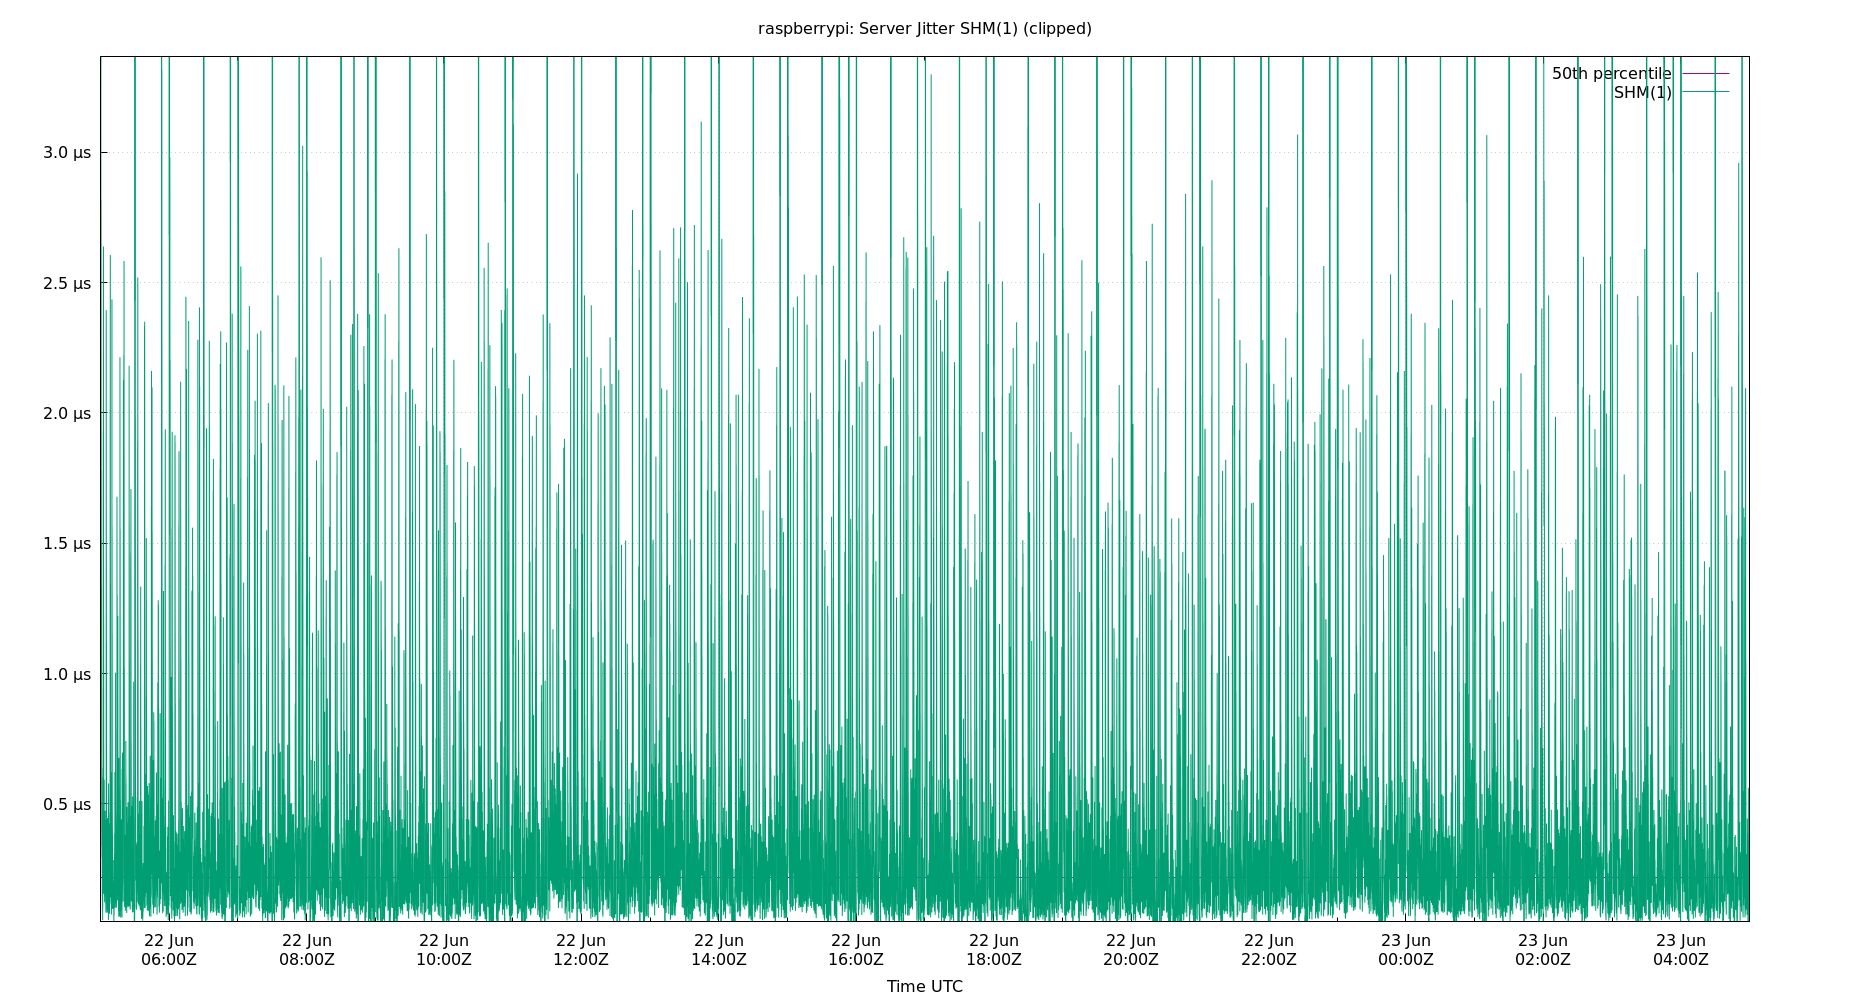 raspberrypi: Server Jitter SHM(1) (clipped)
50th percentile
SHM(1)
3.0 µs
2.5 µs
2.0 µs
1.5 µs
1.0 µs
0.5 µs
22 Jun 22 Jun 22 Jun 22 Jun 22 Jun 22 Jun 22 Jun 22 Jun 22 Jun 23 Jun 23 Jun 23 Jun
06:00Z 08:00Z 10:00Z 12:00Z 14:00Z 16:00Z 18:00Z 20:00Z 22:00Z 00:00Z 02:00Z 04:00Z
Time UTC